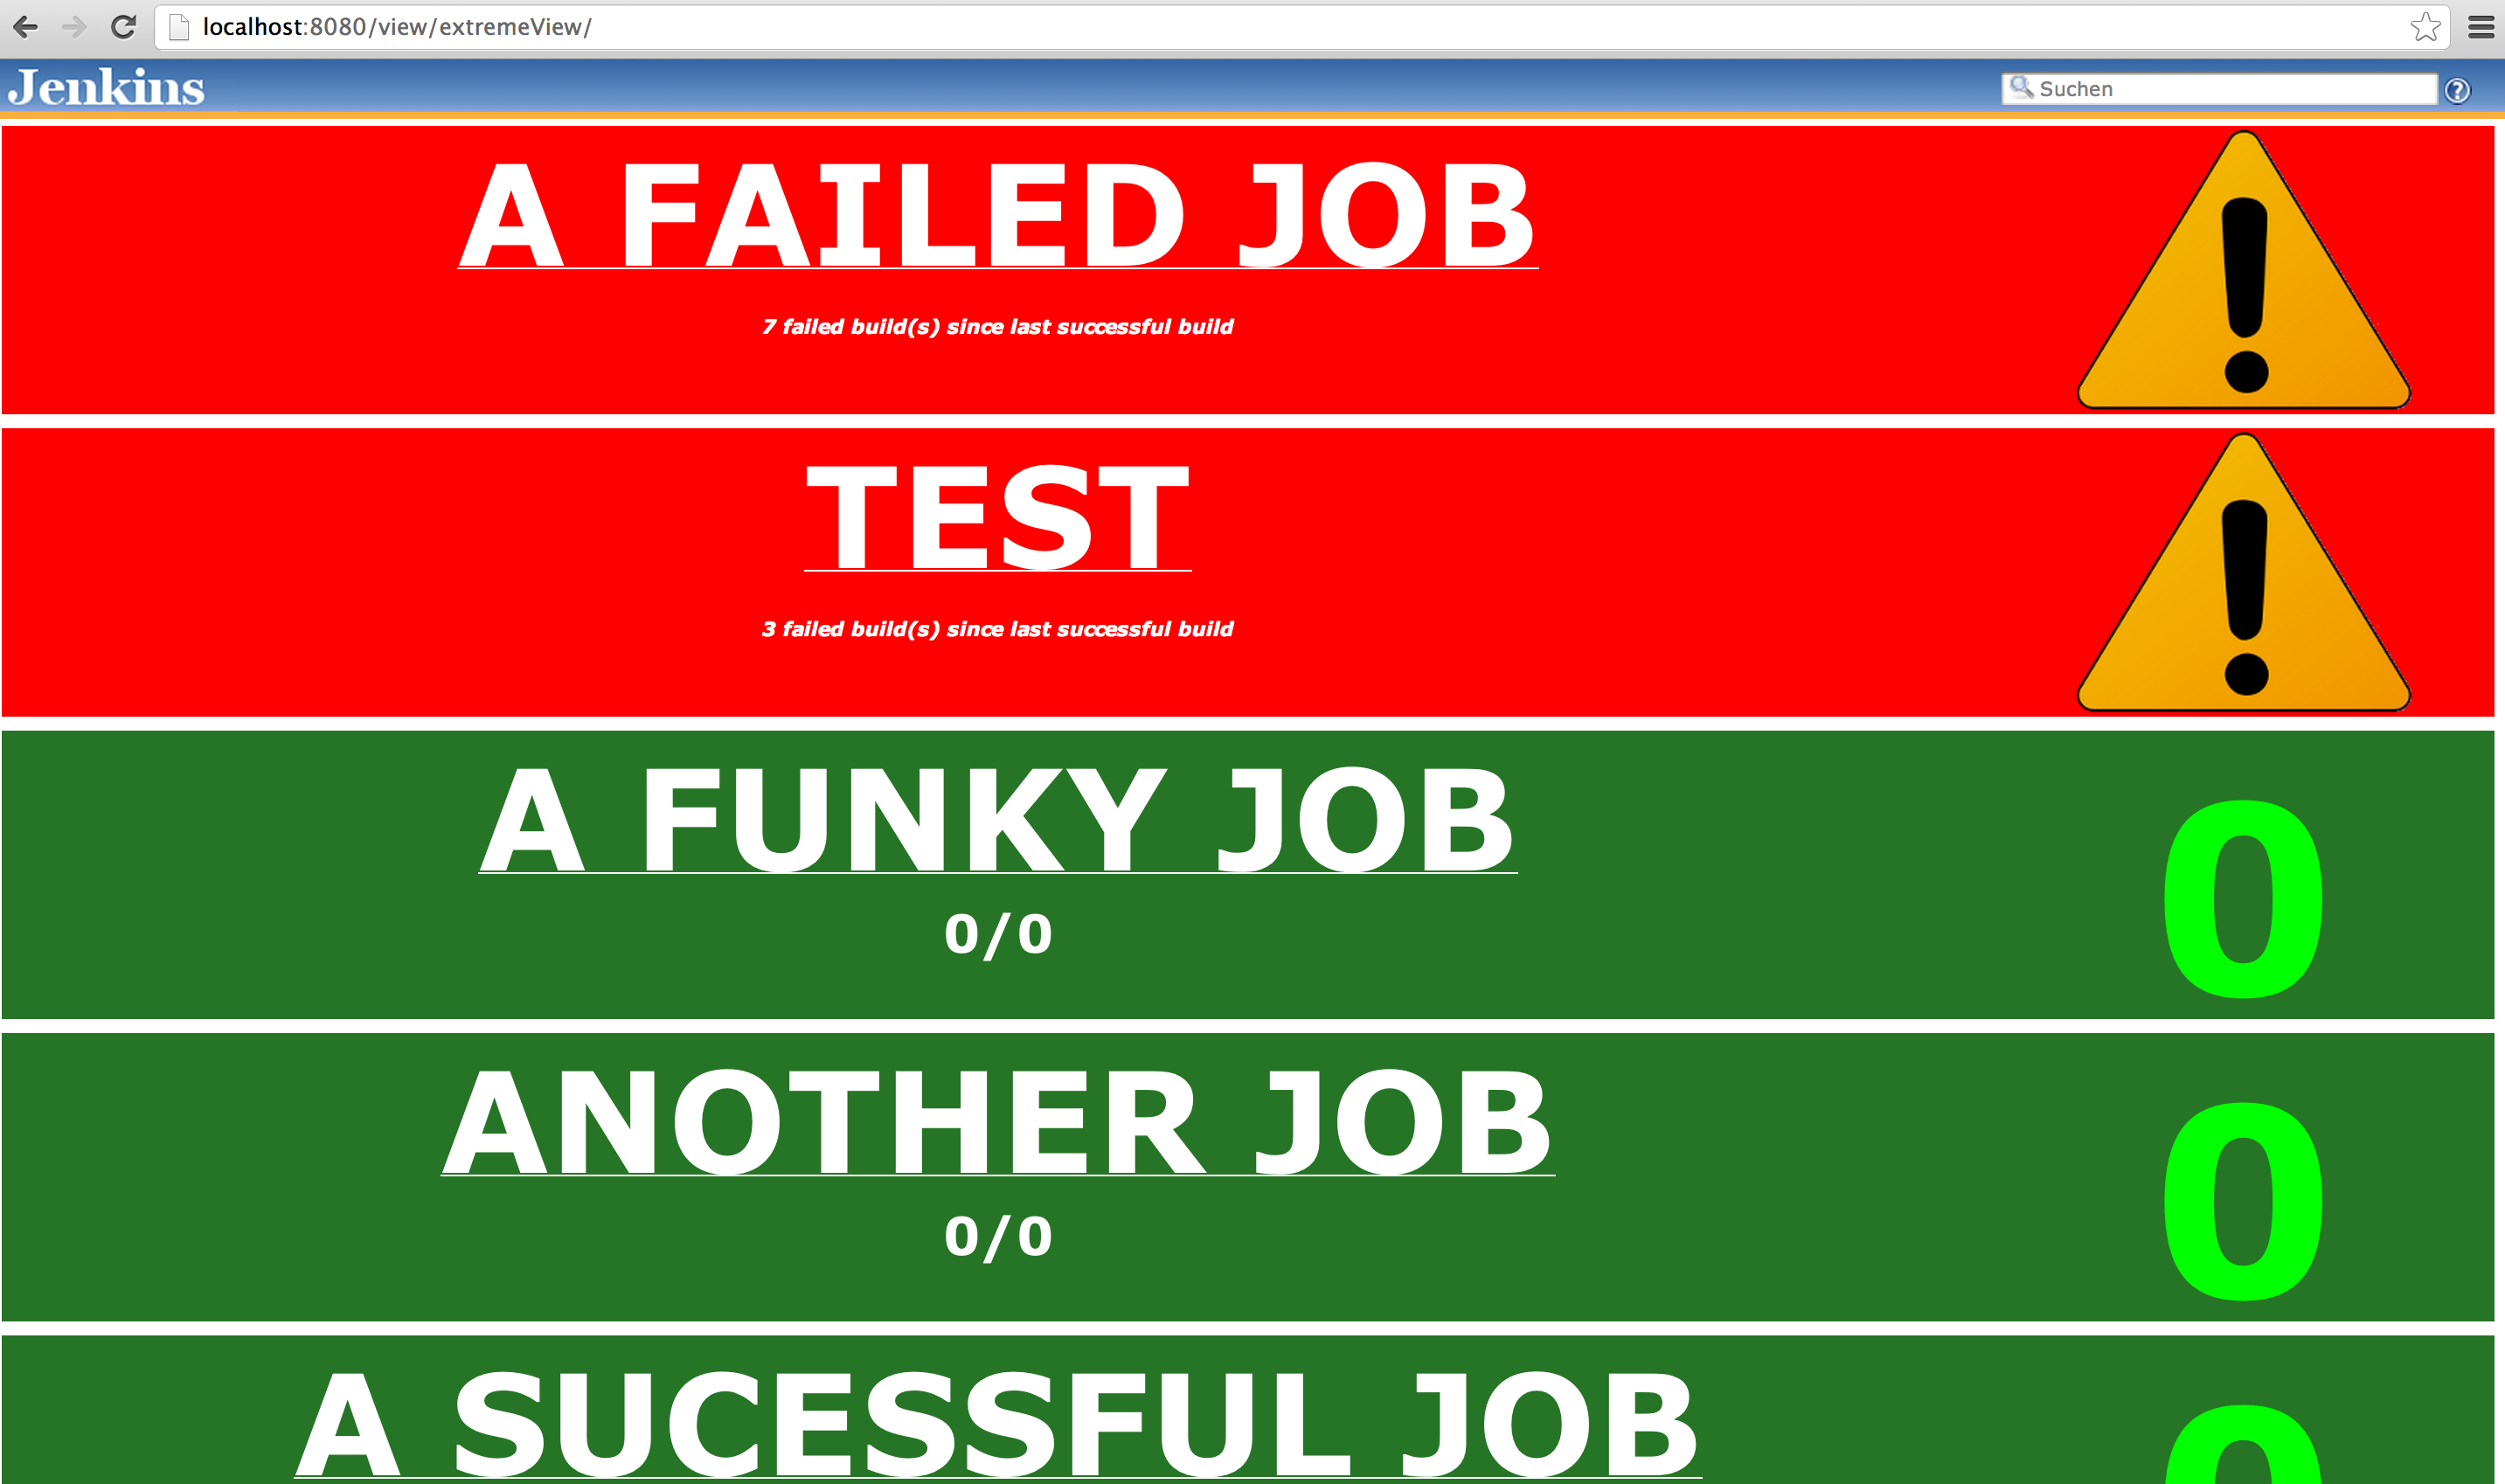 localhost:8080/view/extremeView/
Jenkins
Suchen
?
A FAILED JOB
7 failed build(s) since last successful build
!
TEST
3 failed build(s) since last successful build
!
A FUNKY JOB
0/0
0
ANOTHER JOB
0/0
0
A SUCESSFUL JOB
0